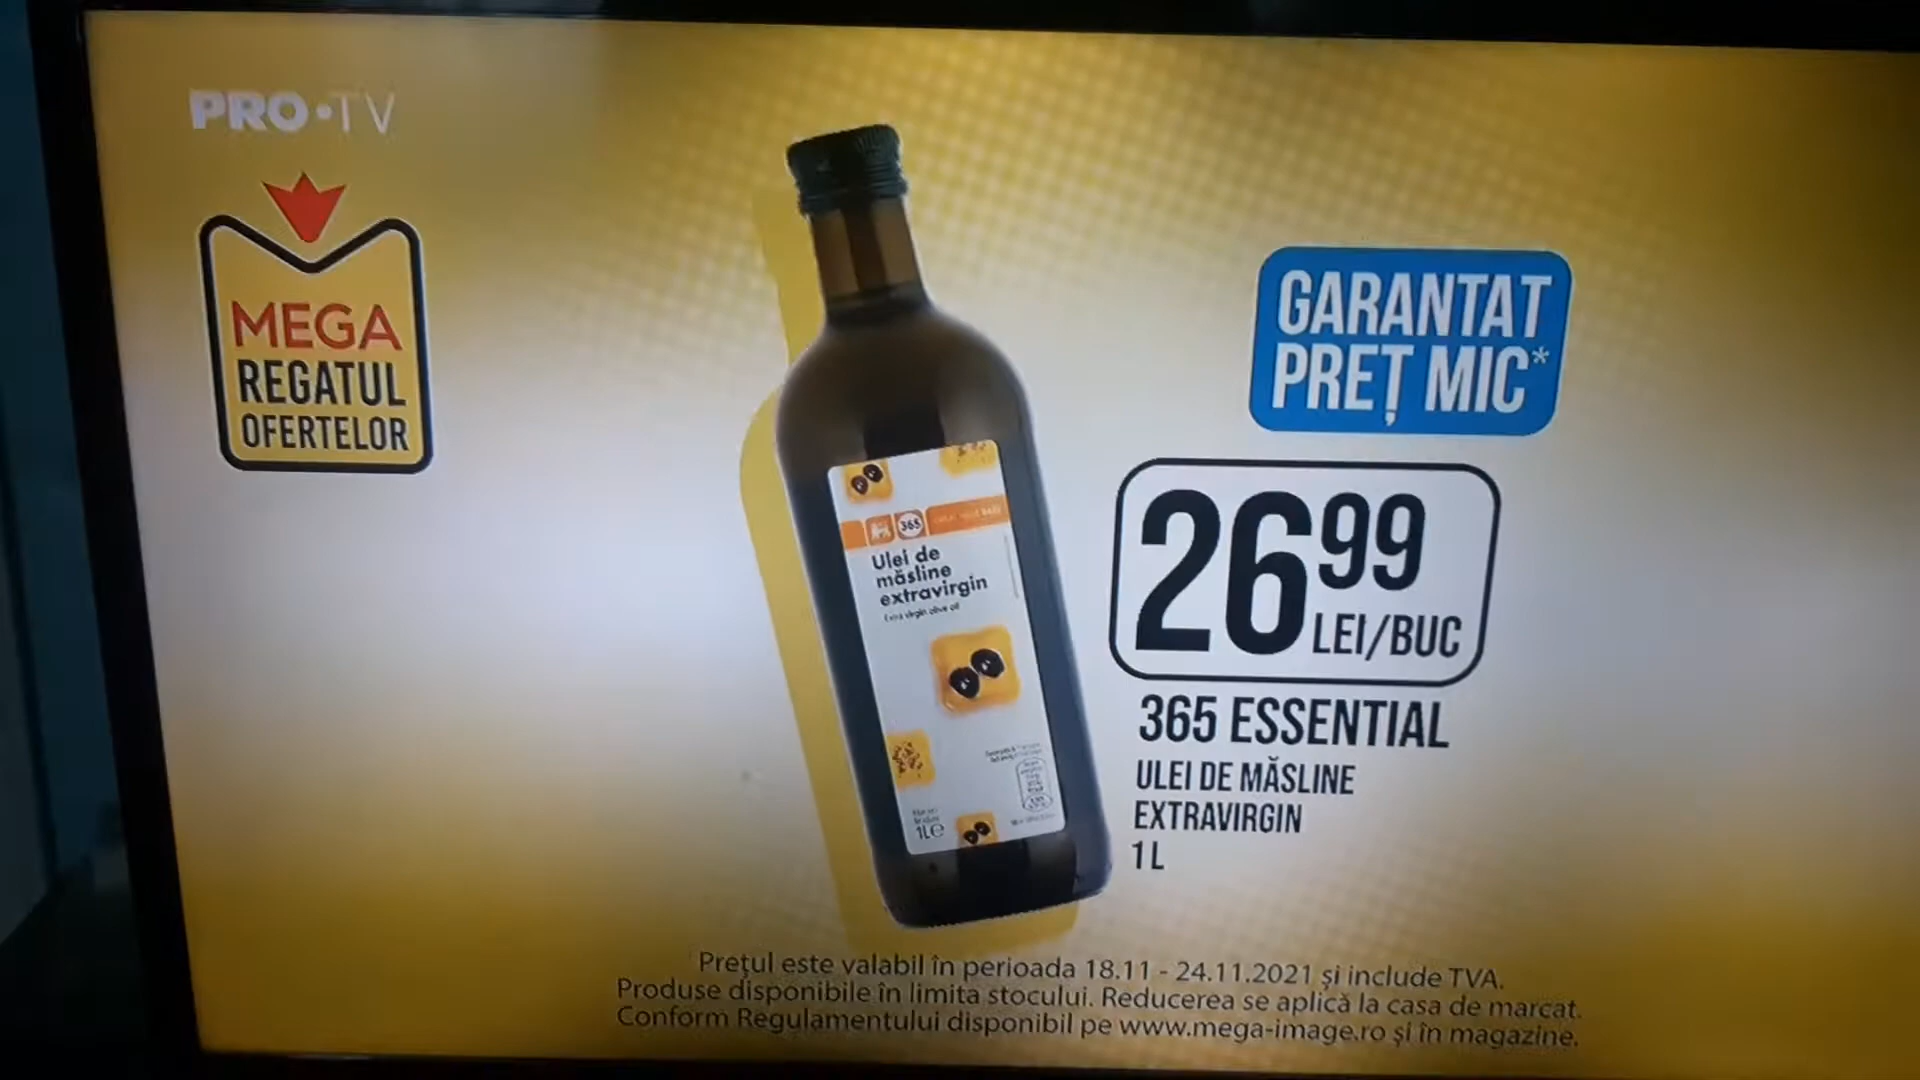 PRO•TV
MEGA
REGATUL
OFERTELOR
GARANTAT
PREȚ MIC*
2699
LEI/BUC
365 ESSENTIAL
ULEI DE MĂSLINE
EXTRAVIRGIN
1 L
365
Ulei de
măsline
extravirgin
Extra virgin olive oil
1Le
Prețul este valabil în perioada 18.11 - 24.11.2021 și include TVA.
Produse disponibile în limita stocului. Reducerea se aplică la casa de marcat.
Conform Regulamentului disponibil pe www.mega-image.ro și în magazine.